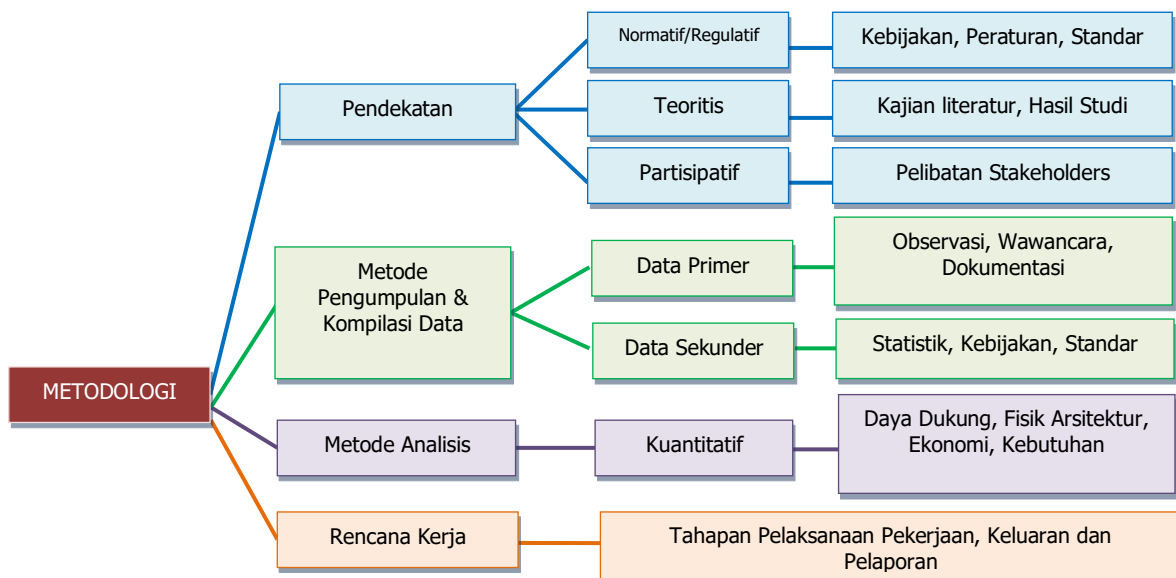 Normatif/Regulatif
Kebijakan, Peraturan, Standar
Pendekatan
Teoritis
Kajian literatur, Hasil Studi
Partisipatif
Pelibatan Stakeholders
Metode
Pengumpulan &
Kompilasi Data
Data Primer
Observasi, Wawancara,
Dokumentasi
Data Sekunder
Statistik, Kebijakan, Standar
METODOLOGI
Metode Analisis
Kuantitatif
Daya Dukung, Fisik Arsitektur,
Ekonomi, Kebutuhan
Rencana Kerja
Tahapan Pelaksanaan Pekerjaan, Keluaran dan
Pelaporan